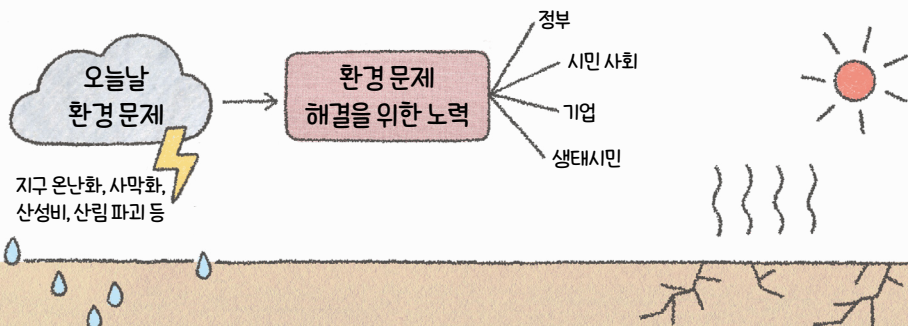 오늘날
환경 문제
지구 온난화, 사막화,
산성비, 산림 파괴 등
환경 문제
해결을 위한 노력
정부
시민 사회
기업
생태시민